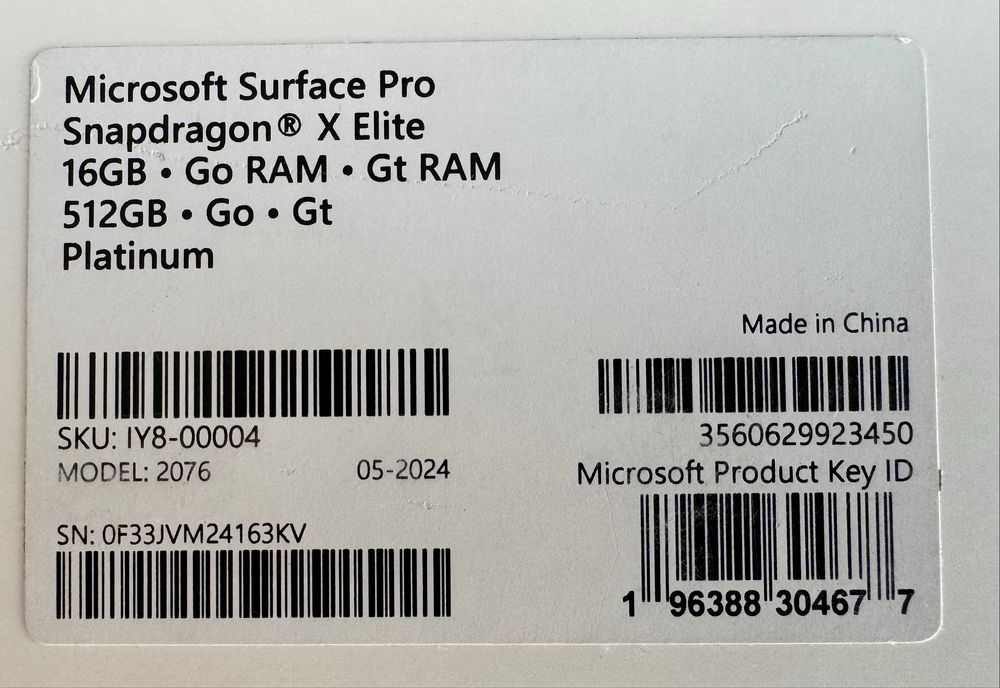 Microsoft Surface Pro
Snapdragon® X Elite
16GB • Go RAM • Gt RAM
512GB • Go • Gt
Platinum
Made in China
SKU: IY8-00004
MODEL: 2076 05-2024
SN: 0F33JVM24163KV
3560629923450
Microsoft Product Key ID
1 96388 30467 7